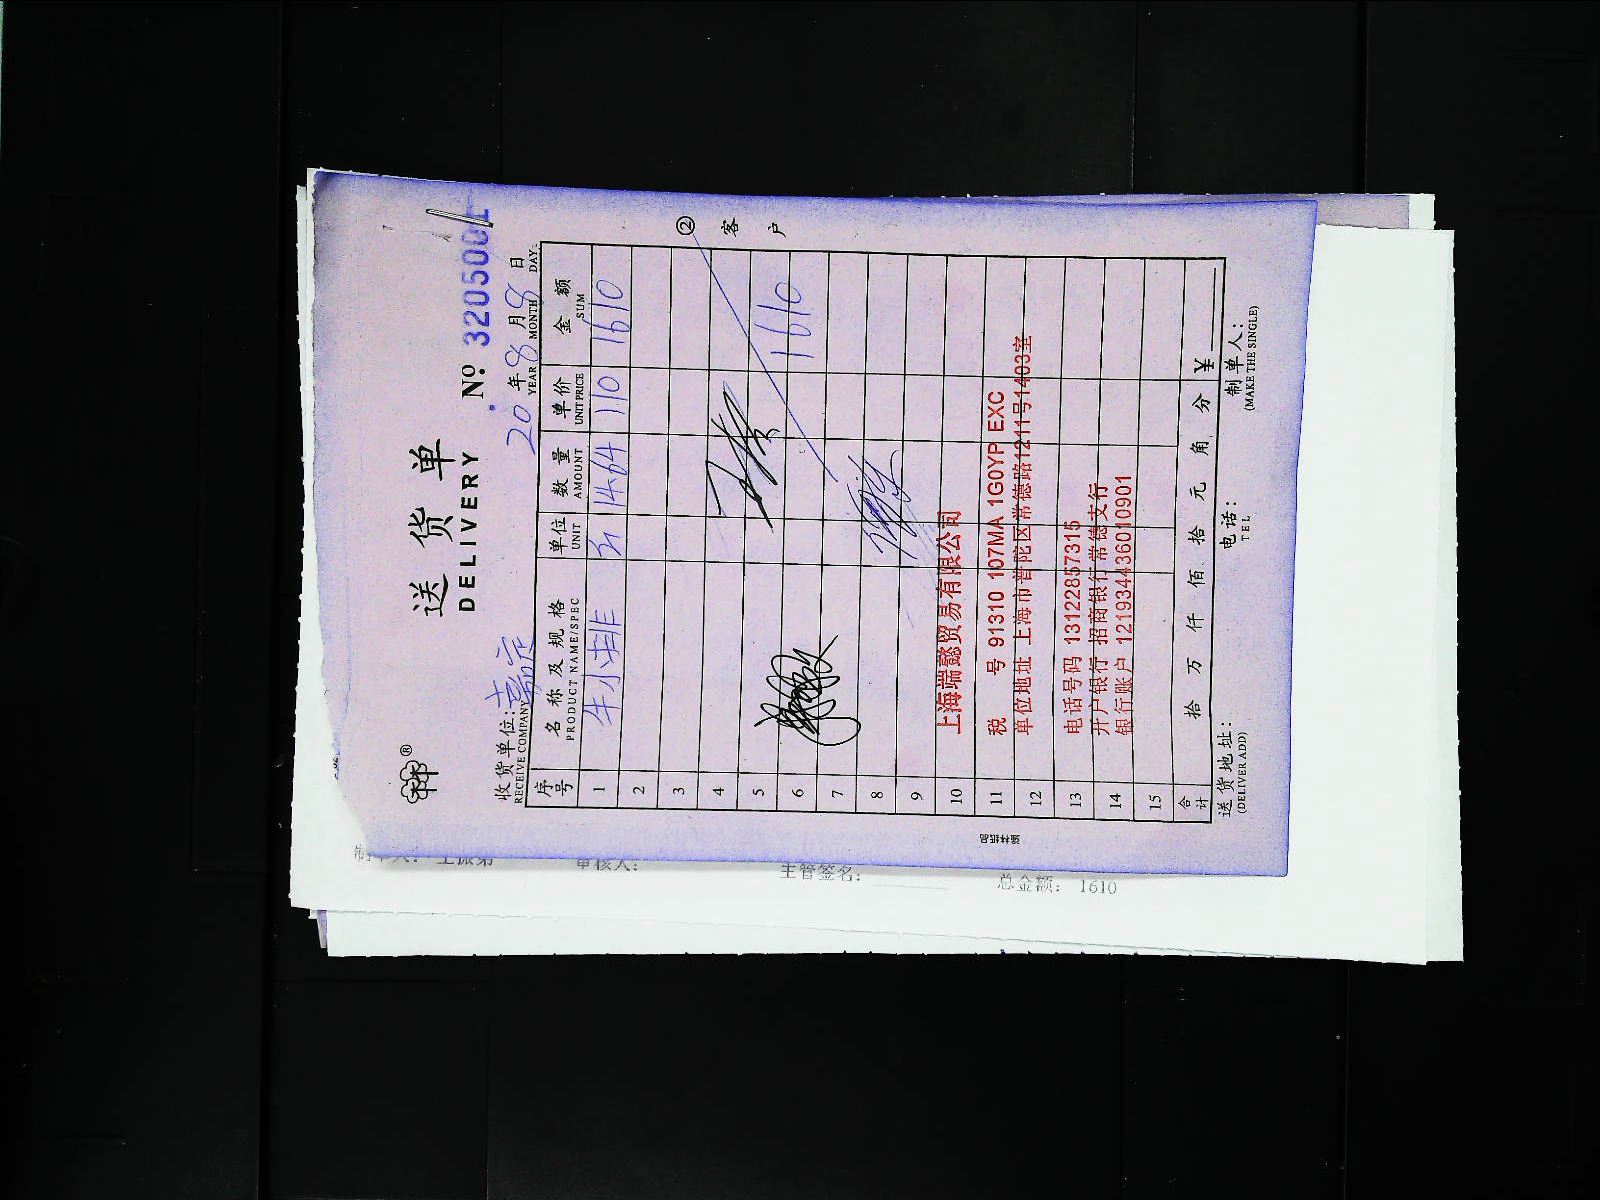 送货单
DELIVERY
No 3205001
收货单位: 嘉定
RECEIVE COMPANY
20 年 8 月 8 日
YEAR MONTH DAY
序号 名称及规格 单位 数量 单价 金额
PRODUCT NAME/SPEC UNIT AMOUNT UNIT PRICE SUM
1 牛小排 斤 14.64 110 1610
2
3
4
5
6 1610
7
8
9
10
11
12
13
14
15
② 客户
上海端懿贸易有限公司
税 号 91310 107MA 1G0YP EXC
单位地址 上海市普陀区常德路1211号1403室
电话号码 13122857315
开户银行 招商银行常德支行
银行账户 121934436010901
合计 拾 万 仟 佰 拾 元 角 分 ¥
送货地址: 电话: 制单人:
(DELIVER ADD) TEL (MAKE THE SINGLE)
审核人:
主管签名:
总金额: 1610